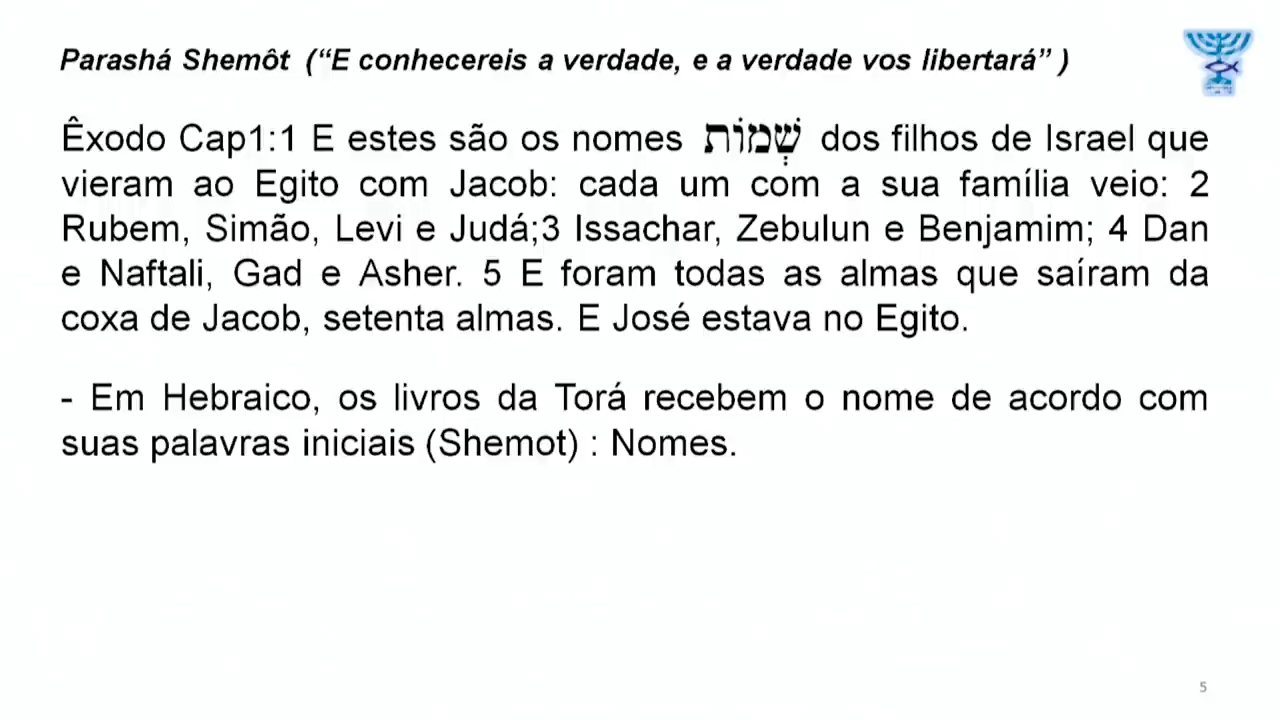 Parashá Shemôt (“E conhecereis a verdade, e a verdade vos libertará” )
Êxodo Cap1:1 E estes são os nomes שְׁמוֹת dos filhos de Israel que
vieram ao Egito com Jacob: cada um com a sua família veio: 2
Rubem, Simão, Levi e Judá;3 Issachar, Zebulun e Benjamim; 4 Dan
e Naftali, Gad e Asher. 5 E foram todas as almas que saíram da
coxa de Jacob, setenta almas. E José estava no Egito.
- Em Hebraico, os livros da Torá recebem o nome de acordo com
suas palavras iniciais (Shemot) : Nomes.
5